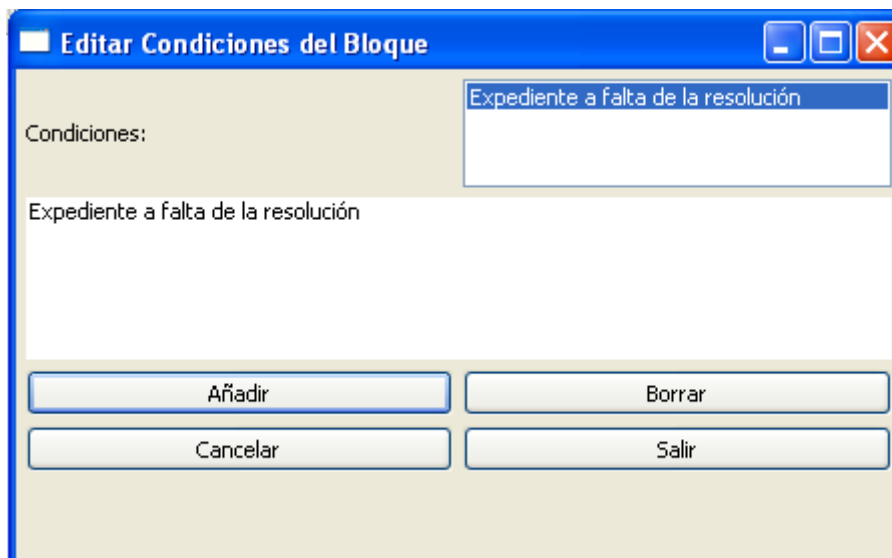 Editar Condiciones del Bloque
Condiciones:
Expediente a falta de la resolución
Expediente a falta de la resolución
Añadir
Borrar
Cancelar
Salir